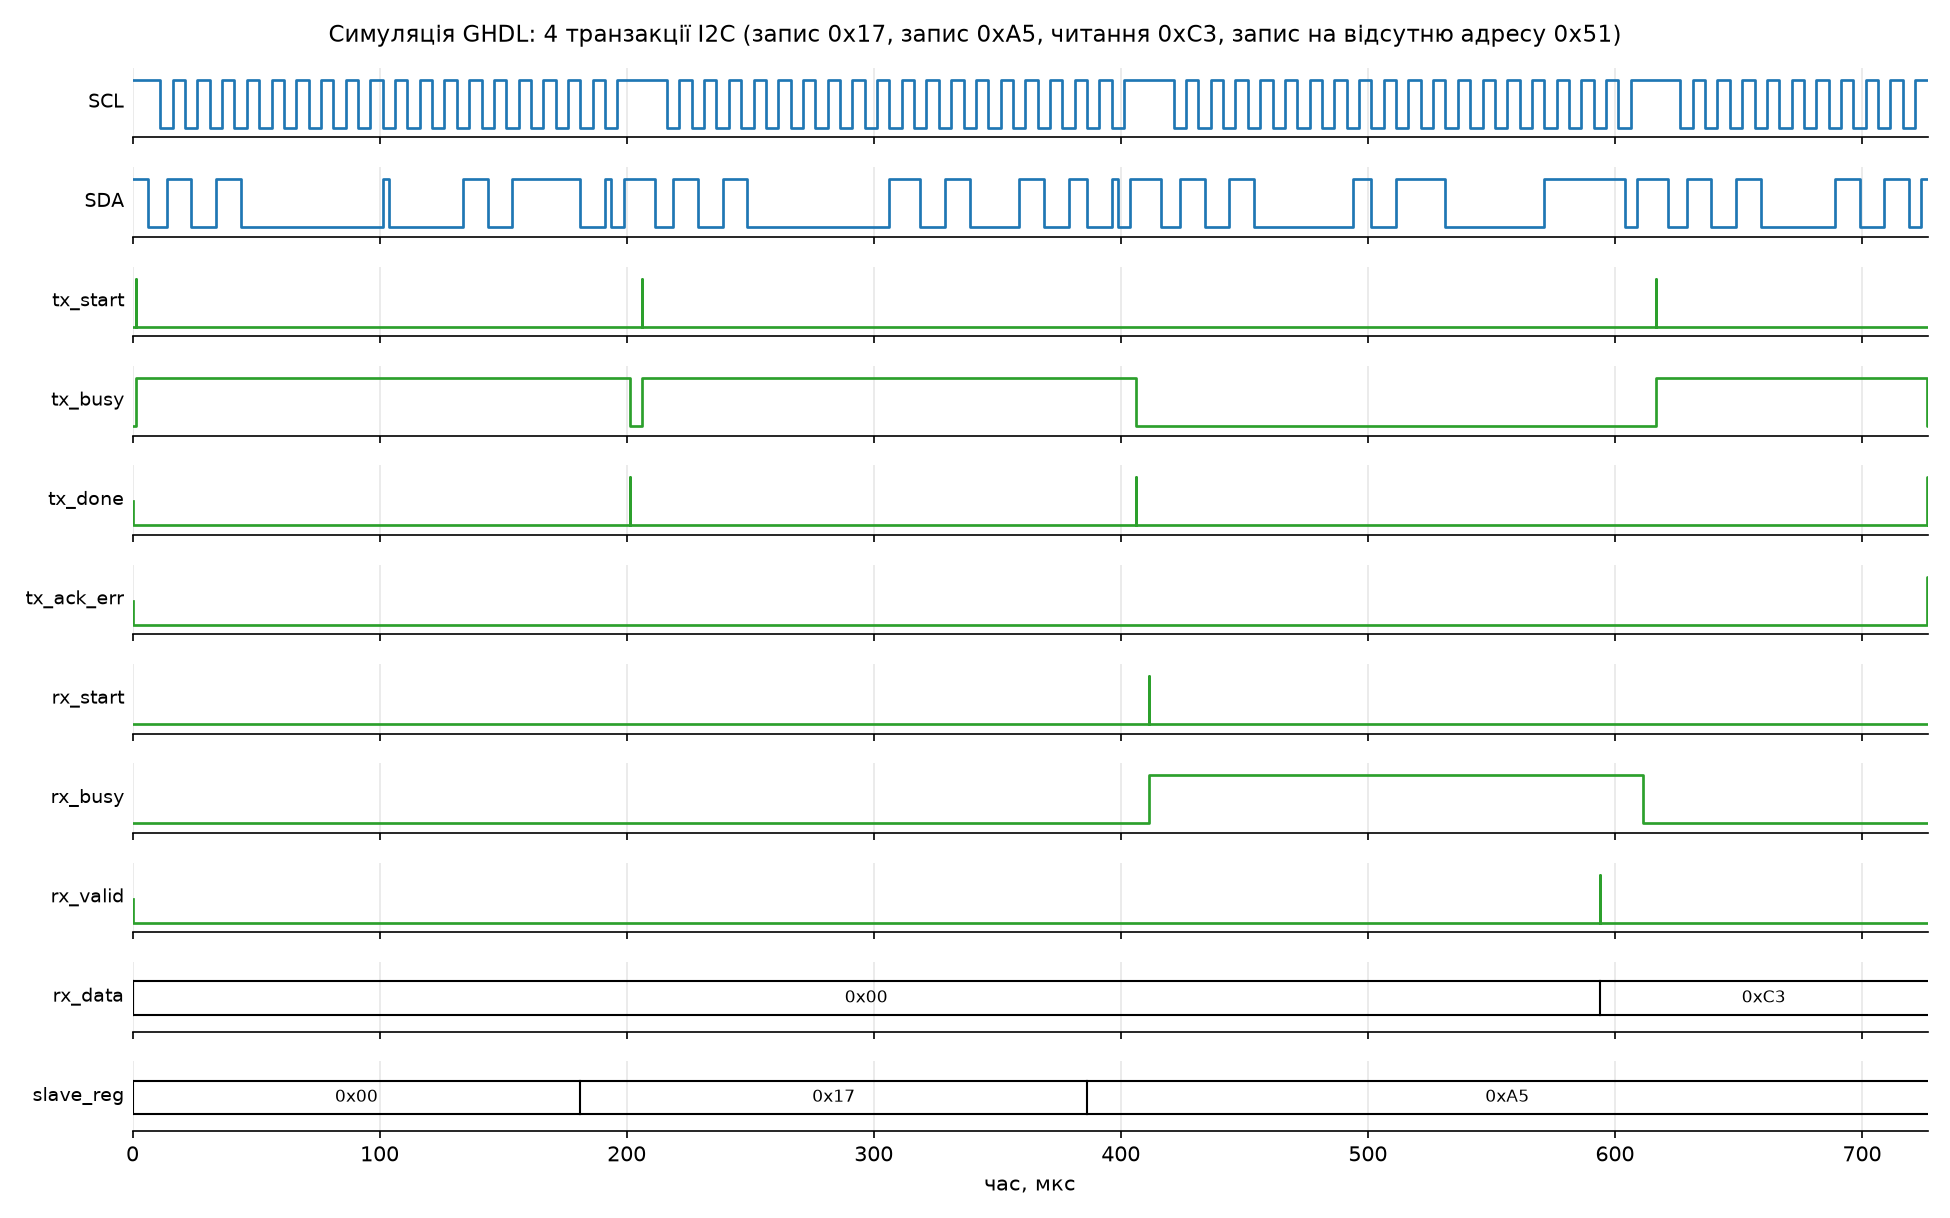 Симуляція GHDL: 4 транзакції I2C (запис 0x17, запис 0xA5, читання 0xC3, запис на відсутню адресу 0x51)
SCL
SDA
tx_start
tx_busy
tx_done
tx_ack_err
rx_start
rx_busy
rx_valid
rx_data 0x00 0xC3
slave_reg 0x00 0x17 0xA5
0 100 200 300 400 500 600 700
час, мкс